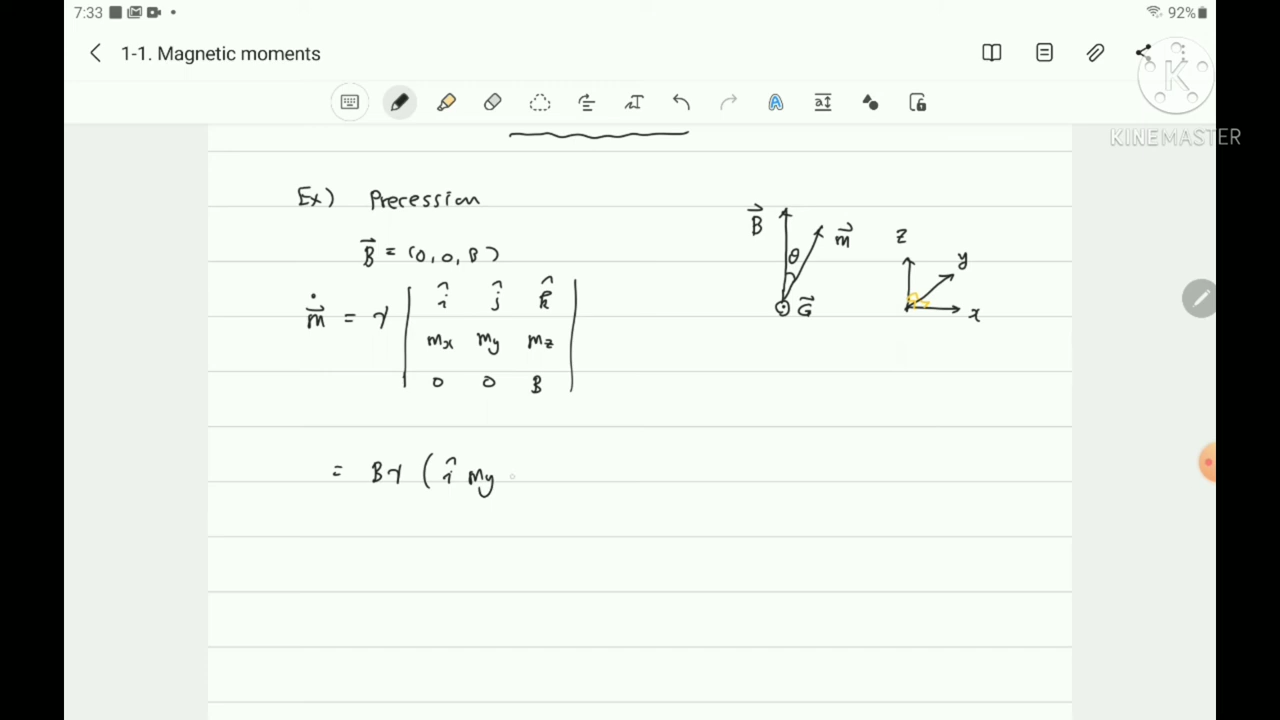 7:33 92%
1-1. Magnetic moments
KINEMASTER
Ex) Precession
B⃗ = (0, 0, B)
ṁ⃗ = γ | î ĵ k̂ |
| mx my mz |
| 0 0 B |
= Bγ ( î my
B⃗ θ m⃗
G⃗
z y x